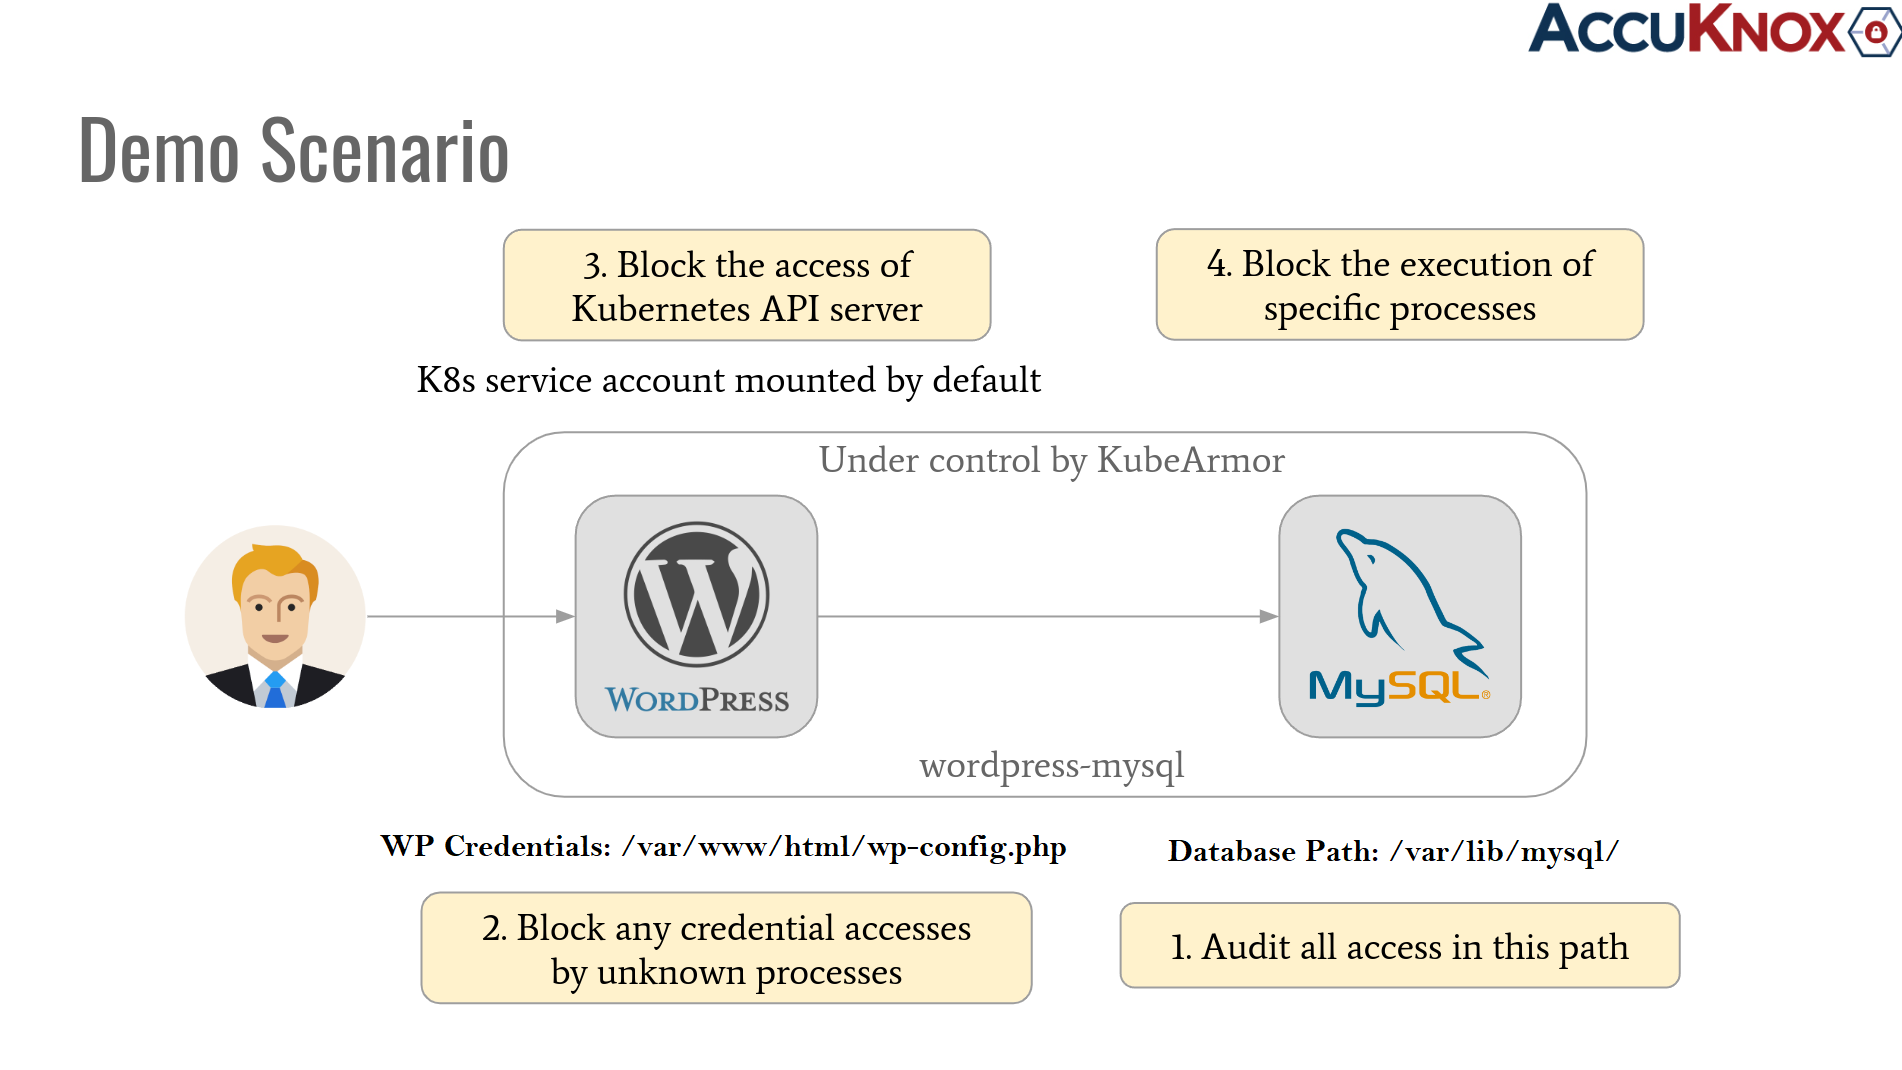 ACCUKNOX
Demo Scenario
3. Block the access of
Kubernetes API server
4. Block the execution of
specific processes
K8s service account mounted by default
Under control by KubeArmor
WORDPRESS
MySQL®
wordpress-mysql
WP Credentials: /var/www/html/wp-config.php
Database Path: /var/lib/mysql/
2. Block any credential accesses
by unknown processes
1. Audit all access in this path